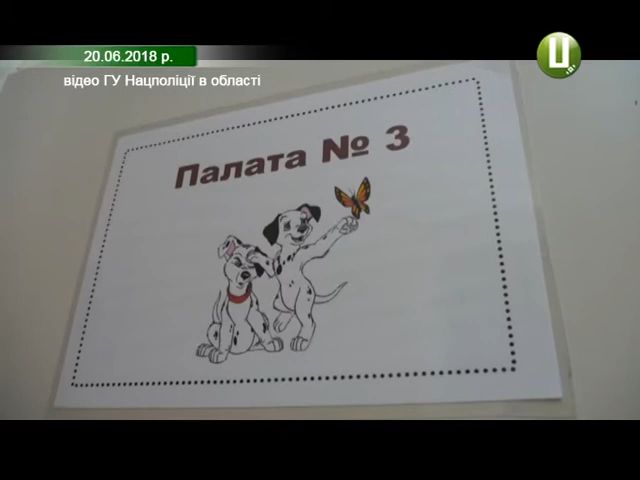 20.06.2018 р.
відео ГУ Нацполіції в області
Ц
Палата № 3